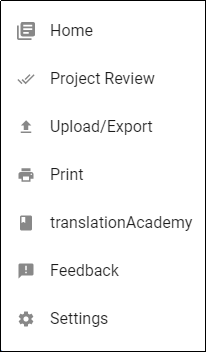 Home
Project Review
Upload/Export
Print
translationAcademy
Feedback
Settings